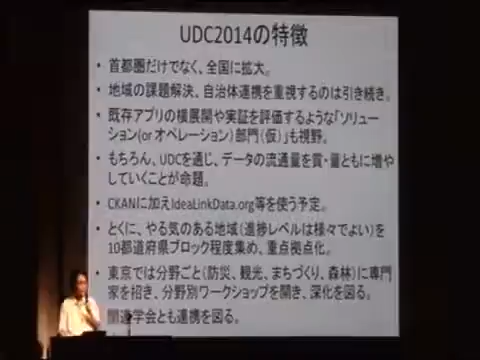 UDC2014の特徴
• 首都圏だけでなく、全国に拡大。
• 地域の課題解決、自治体連携を重視するのは引き続き。
• 既存アプリの横展開や実証を評価するような「ソリュー
ション(or オペレーション)部門(仮)」も視野。
• もちろん、UDCを通じ、データの流通量を質・量ともに増や
していくことが命題。
• CKANに加えIdeaLinkData.org等を使う予定。
• とくに、やる気のある地域(進捗レベルは様々でよい)を
10都道府県ブロック程度集め、重点拠点化。
• 東京では分野ごと(防災、観光、まちづくり、森林)に専門
家を招き、分野別ワークショップを開き、深化を図る。
関連学会とも連携を図る。